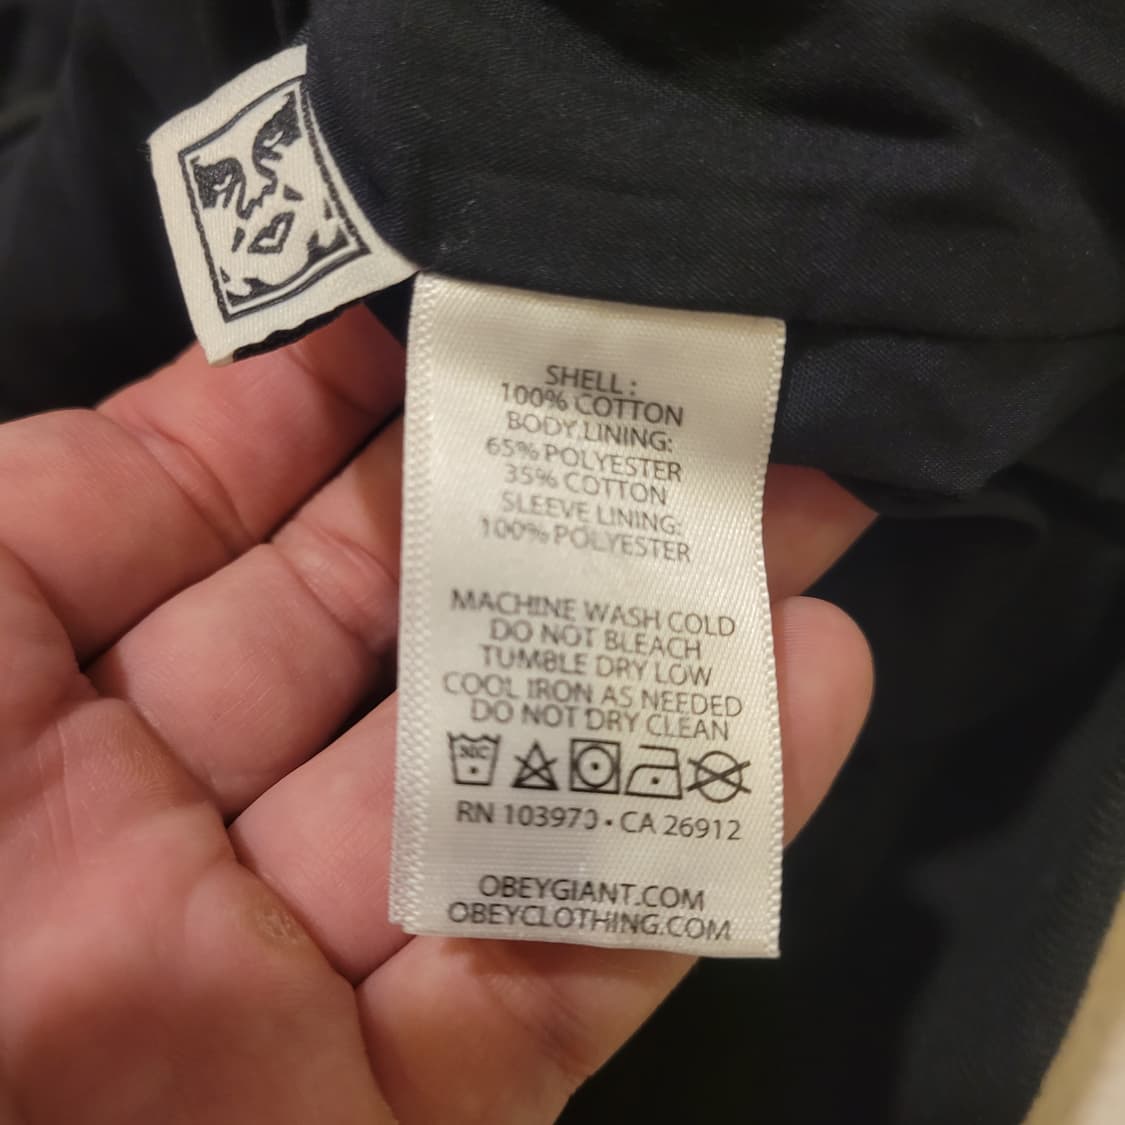 SHELL :
100% COTTON
BODY LINING:
65% POLYESTER
35% COTTON
SLEEVE LINING:
100% POLYESTER
MACHINE WASH COLD
DO NOT BLEACH
TUMBLE DRY LOW
COOL IRON AS NEEDED
DO NOT DRY CLEAN
RN 103970 • CA 26912
OBEYGIANT.COM
OBEYCLOTHING.COM